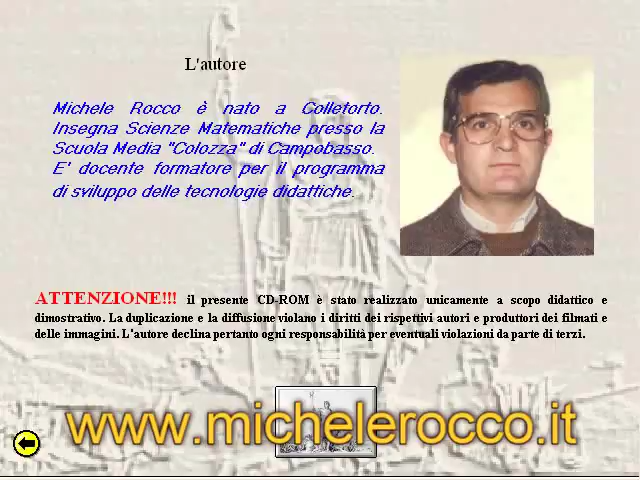 L'autore
Michele Rocco è nato a Colletorto.
Insegna Scienze Matematiche presso la
Scuola Media "Colozza" di Campobasso.
E' docente formatore per il programma
di sviluppo delle tecnologie didattiche.
ATTENZIONE!!! il presente CD-ROM è stato realizzato unicamente a scopo didattico e
dimostrativo. La duplicazione e la diffusione violano i diritti dei rispettivi autori e produttori dei filmati e
delle immagini. L'autore declina pertanto ogni responsabilità per eventuali violazioni da parte di terzi.
www.michelerocco.it